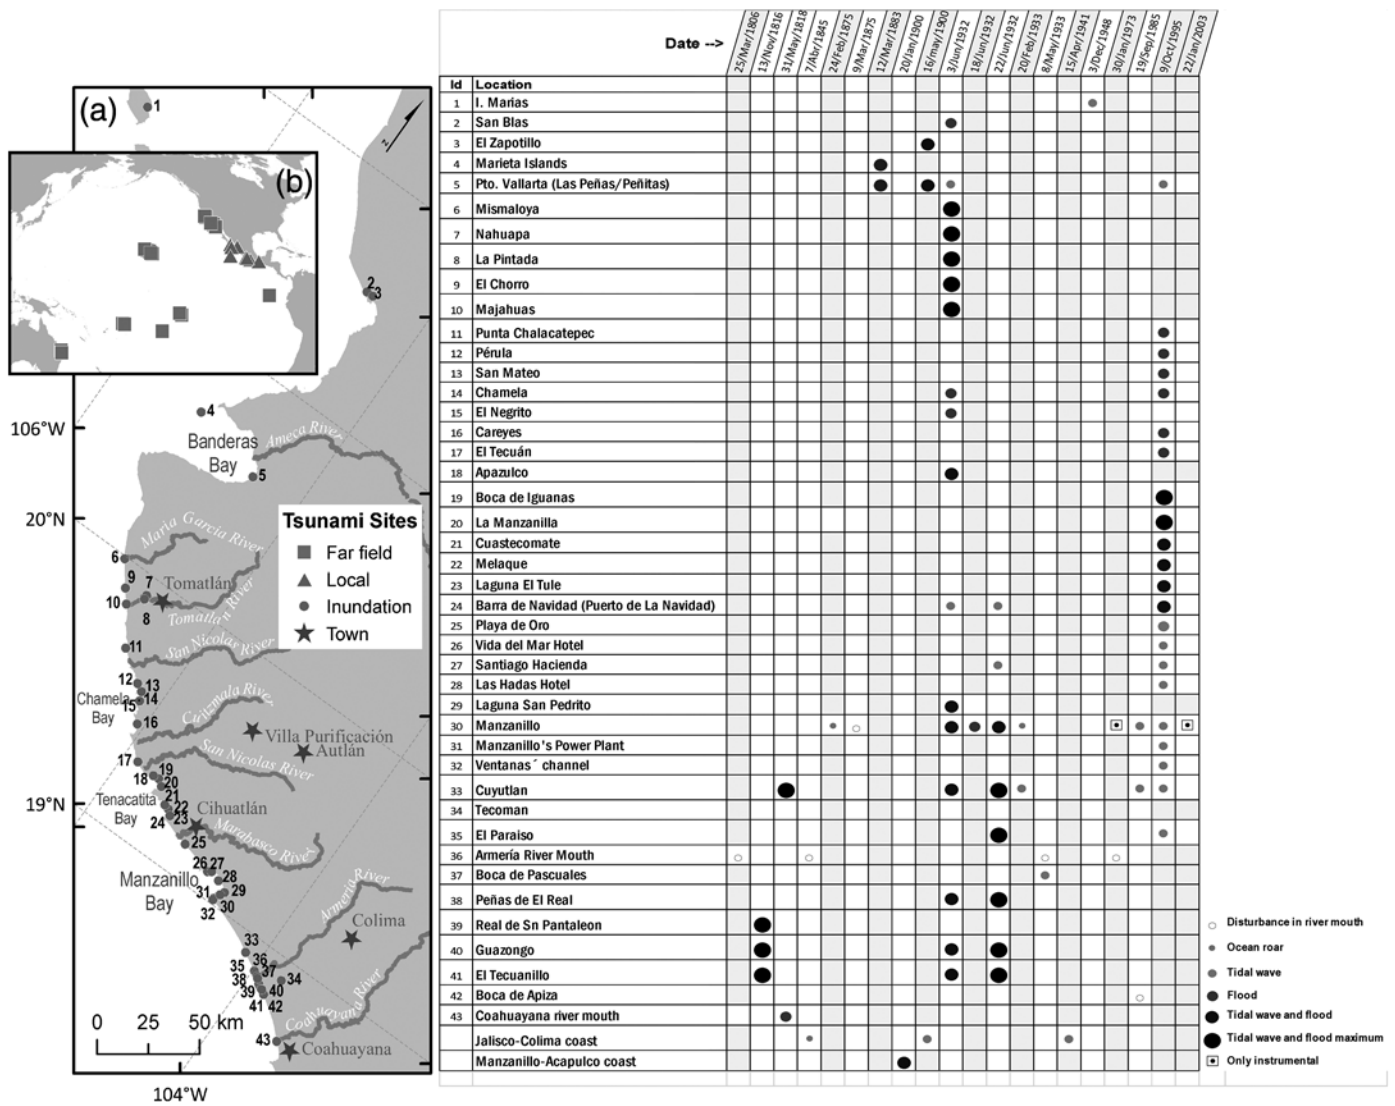 (a)
1
N
(b)
2
3
106°W
4
Banderas
Bay
Ameca River
5
20°N
Tsunami Sites
Far field
Local
Inundation
Town
Maria Garcia River
6
9
7
Tomatlán
10
8
Tomatlan River
11
San Nicolas River
12
13
Chamela
14
15
Bay
16
Cuitzmala River
Villa Purificación
Autlán
17
San Nicolas River
18
19
20
19°N
Tenacatita
21
Bay
22
23
24
Cihuatlán
25
Marabasco River
26
27
Manzanillo
28
Bay
31
29
30
32
Armeria River
Colima
33
36
35
37
38
34
39
40
41
42
Coahuayana River
43
Coahuayana
0 25 50 km
104°W
Date -->
25/Mar/1806
13/Nov/1816
31/May/1818
7/Abr/1845
24/Feb/1875
9/Mar/1875
12/Mar/1883
20/Jan/1900
16/may/1900
3/Jun/1932
18/Jun/1932
22/Jun/1932
20/Feb/1933
8/May/1933
15/Apr/1941
3/Dec/1948
30/Jan/1973
19/Sep/1985
9/Oct/1995
22/Jan/2003
Id Location
1 I. Marias
2 San Blas
3 El Zapotillo
4 Marieta Islands
5 Pto. Vallarta (Las Peñas/Peñitas)
6 Mismaloya
7 Nahuapa
8 La Pintada
9 El Chorro
10 Majahuas
11 Punta Chalacatepec
12 Pérula
13 San Mateo
14 Chamela
15 El Negrito
16 Careyes
17 El Tecuán
18 Apazulco
19 Boca de Iguanas
20 La Manzanilla
21 Cuastecomate
22 Melaque
23 Laguna El Tule
24 Barra de Navidad (Puerto de La Navidad)
25 Playa de Oro
26 Vida del Mar Hotel
27 Santiago Hacienda
28 Las Hadas Hotel
29 Laguna San Pedrito
30 Manzanillo
31 Manzanillo's Power Plant
32 Ventanas´ channel
33 Cuyutlan
34 Tecoman
35 El Paraiso
36 Armería River Mouth
37 Boca de Pascuales
38 Peñas de El Real
39 Real de Sn Pantaleon
40 Guazongo
41 El Tecuanillo
42 Boca de Apiza
43 Coahuayana river mouth
Jalisco-Colima coast
Manzanillo-Acapulco coast
Disturbance in river mouth
Ocean roar
Tidal wave
Flood
Tidal wave and flood
Tidal wave and flood maximum
Only instrumental